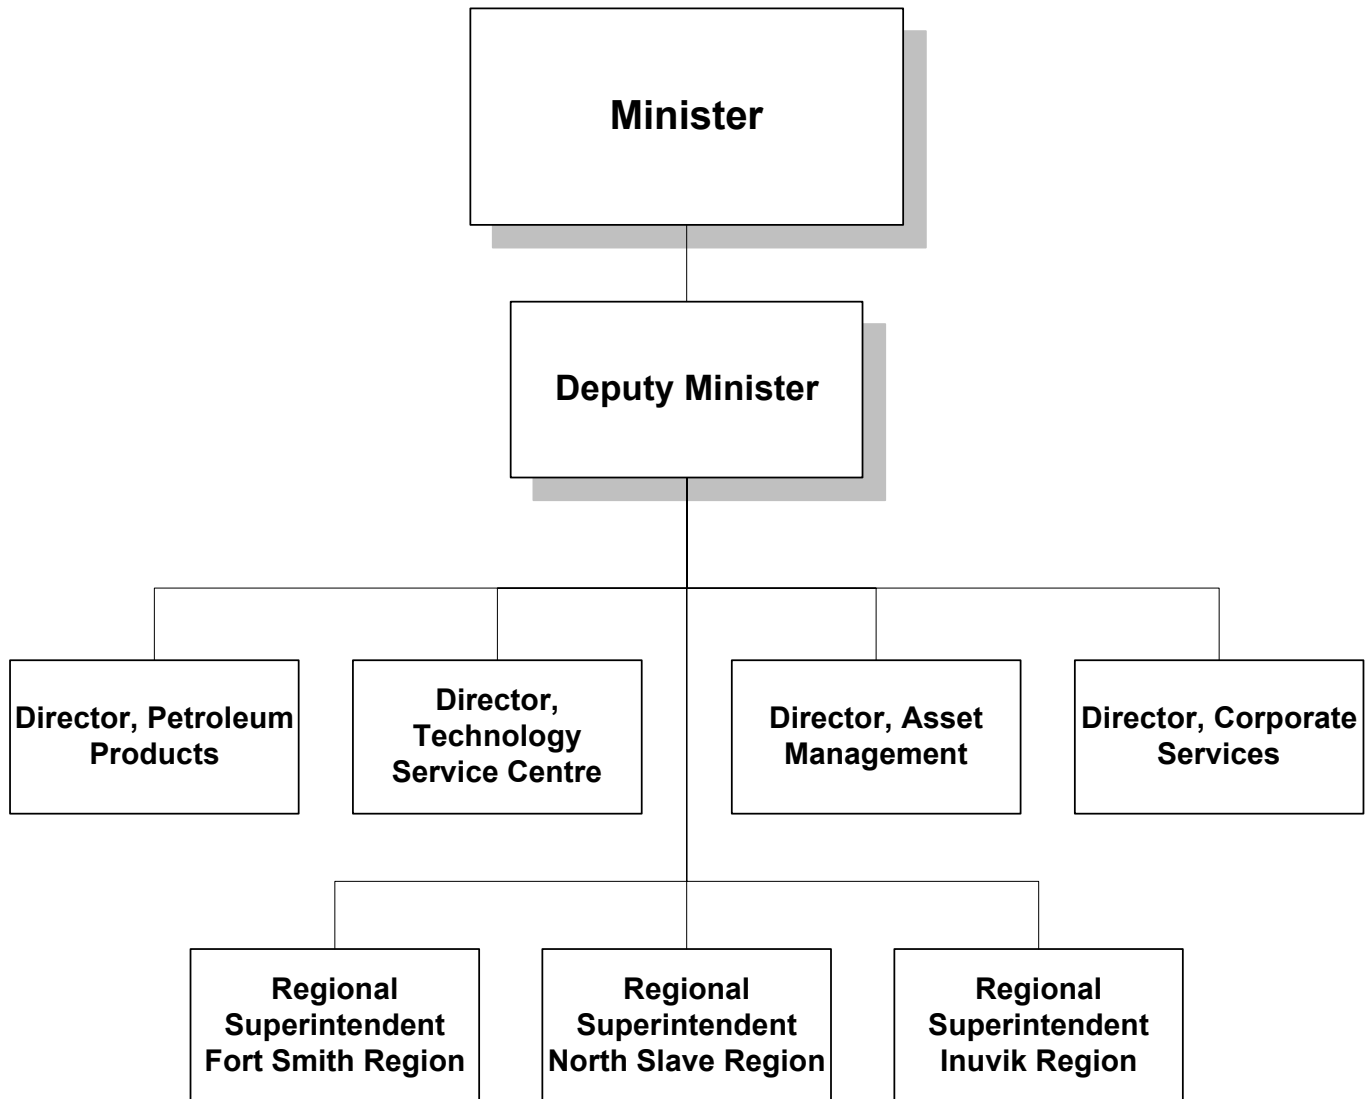 Minister
Deputy Minister
Director, Petroleum
Products
Director,
Technology
Service Centre
Director, Asset
Management
Director, Corporate
Services
Regional
Superintendent
Fort Smith Region
Regional
Superintendent
North Slave Region
Regional
Superintendent
Inuvik Region